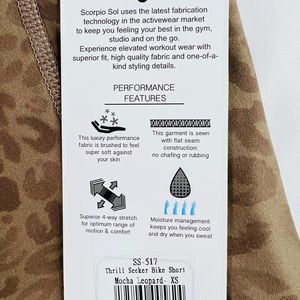 Scorpio Sol uses the latest fabrication
technology in the activewear market
to keep you feeling your best in the gym,
studio and on the go.
Experience elevated workout wear with
superior fit, high quality fabric and one-of-a-
kind styling details.
PERFORMANCE
FEATURES
This luxury performance
fabric is brushed to feel
super soft against
your skin
This garment is sewn
with flat seam
construction:
no chafing or rubbing
Superior 4-way stretch
for optimum range of
motion & comfort
Moisture management
keeps you feeling cool
and dry when you sweat
SS-517
Thrill Seeker Bike Short
Mocha Leopard- XS